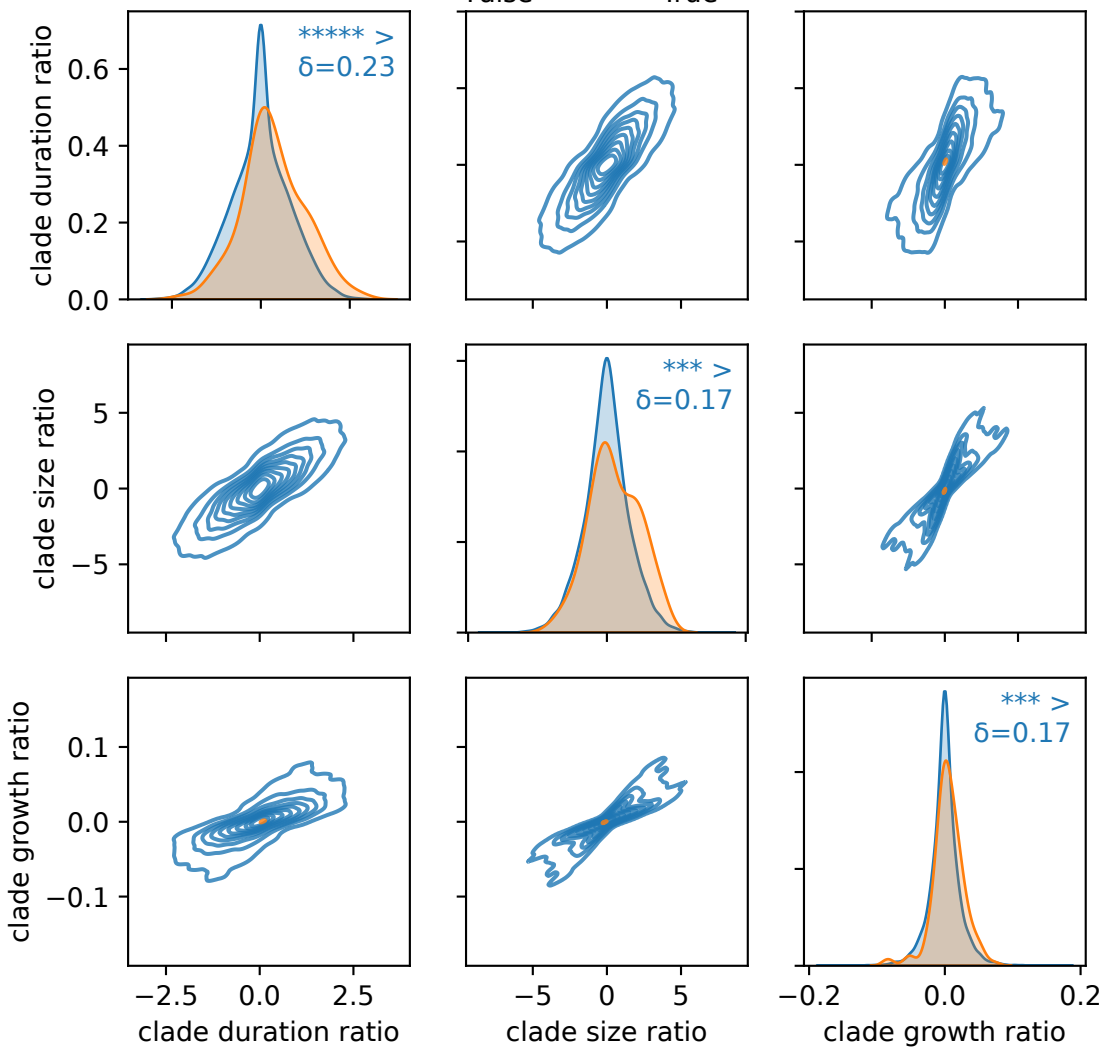 ***** >
δ=0.23
clade duration ratio
0.6
0.4
0.2
0.0
0
*** >
δ=0.17
clade size ratio
5
0
−5
*** >
δ=0.17
clade growth ratio
0.1
0.0
−0.1
−2.5 0.0 2.5
−5 0 5
−0.2 0.0 0.2
clade duration ratio
clade size ratio
clade growth ratio